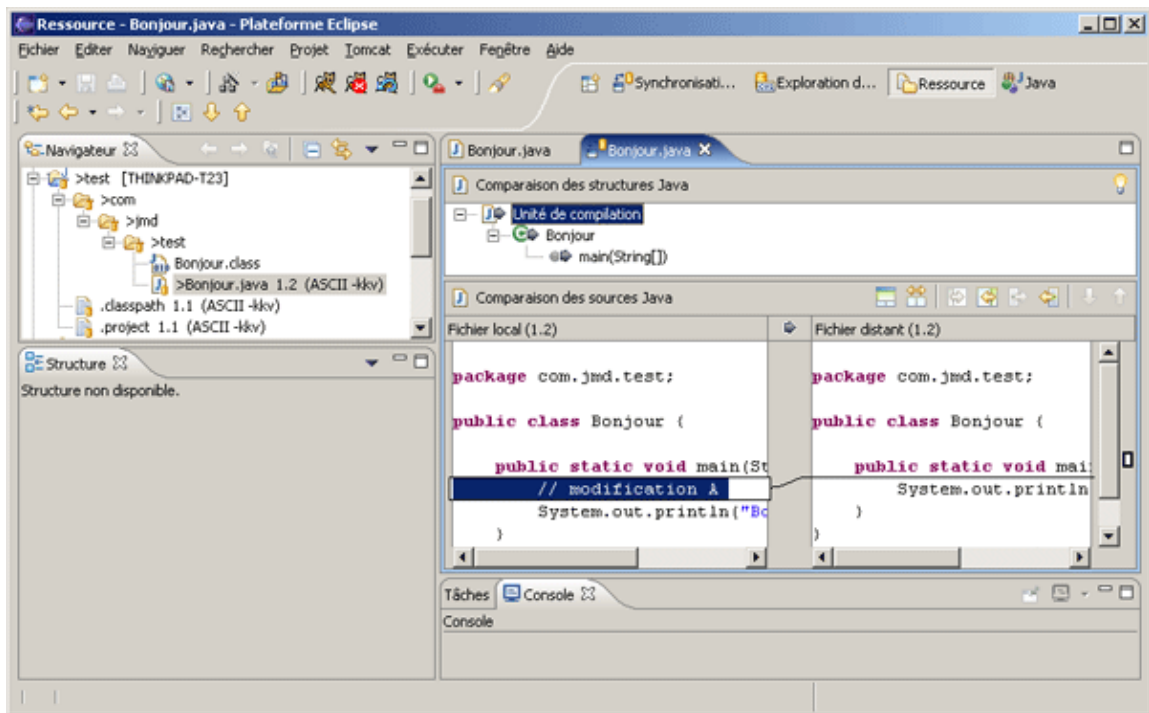 Ressource - Bonjour.java - Plateforme Eclipse
Fichier Editer Naviguer Rechercher Projet Tomcat Exécuter Fenêtre Aide
Synchronisati... Exploration d... Ressource Java
Navigateur
>test [THINKPAD-T23]
>com
>jmd
>test
Bonjour.class
>Bonjour.java 1.2 (ASCII -kkv)
.classpath 1.1 (ASCII -kkv)
.project 1.1 (ASCII -kkv)
Structure
Structure non disponible.
Bonjour.java Bonjour.java
Comparaison des structures Java
Unité de compilation
Bonjour
main(String[])
Comparaison des sources Java
Fichier local (1.2)
package com.jmd.test;
public class Bonjour {
public static void main(St
// modification A
System.out.println("Bo
}
Fichier distant (1.2)
package com.jmd.test;
public class Bonjour {
public static void mai
System.out.println
}
}
Tâches Console
Console